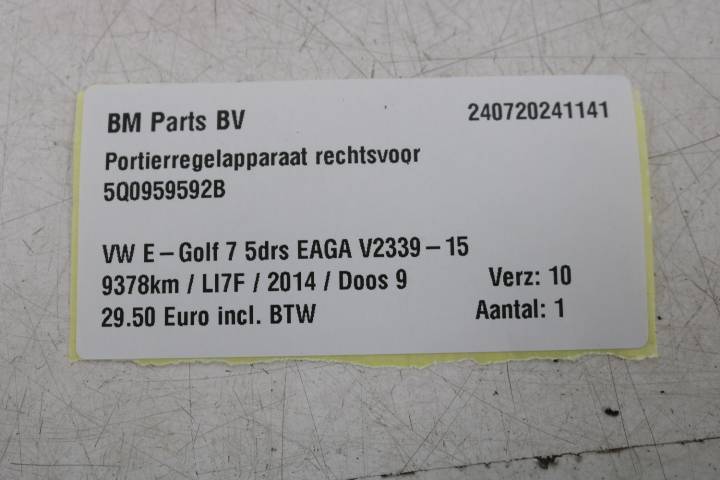 BM Parts BV 240720241141
Portierregelapparaat rechtsvoor
5Q0959592B
VW E-Golf 7 5drs EAGA V2339-15
9378km / LI7F / 2014 / Doos 9 Verz: 10
29.50 Euro incl. BTW Aantal: 1